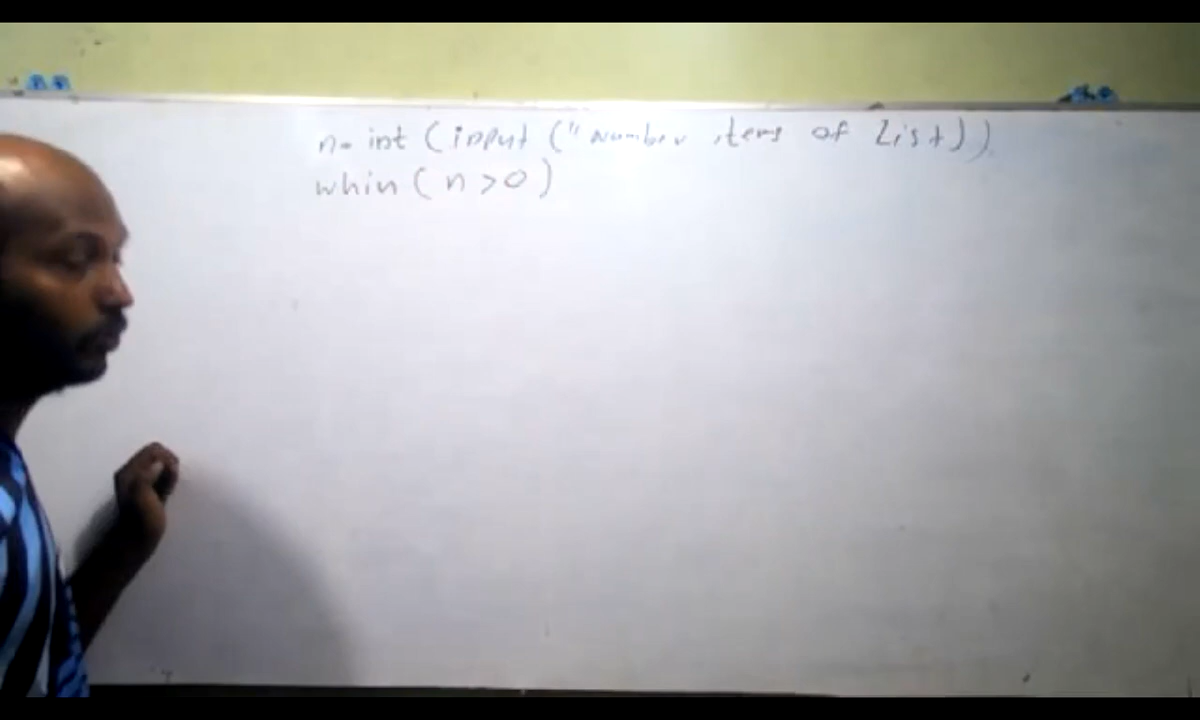 n= int (input ("Number items of List))
whin ( n >0 )